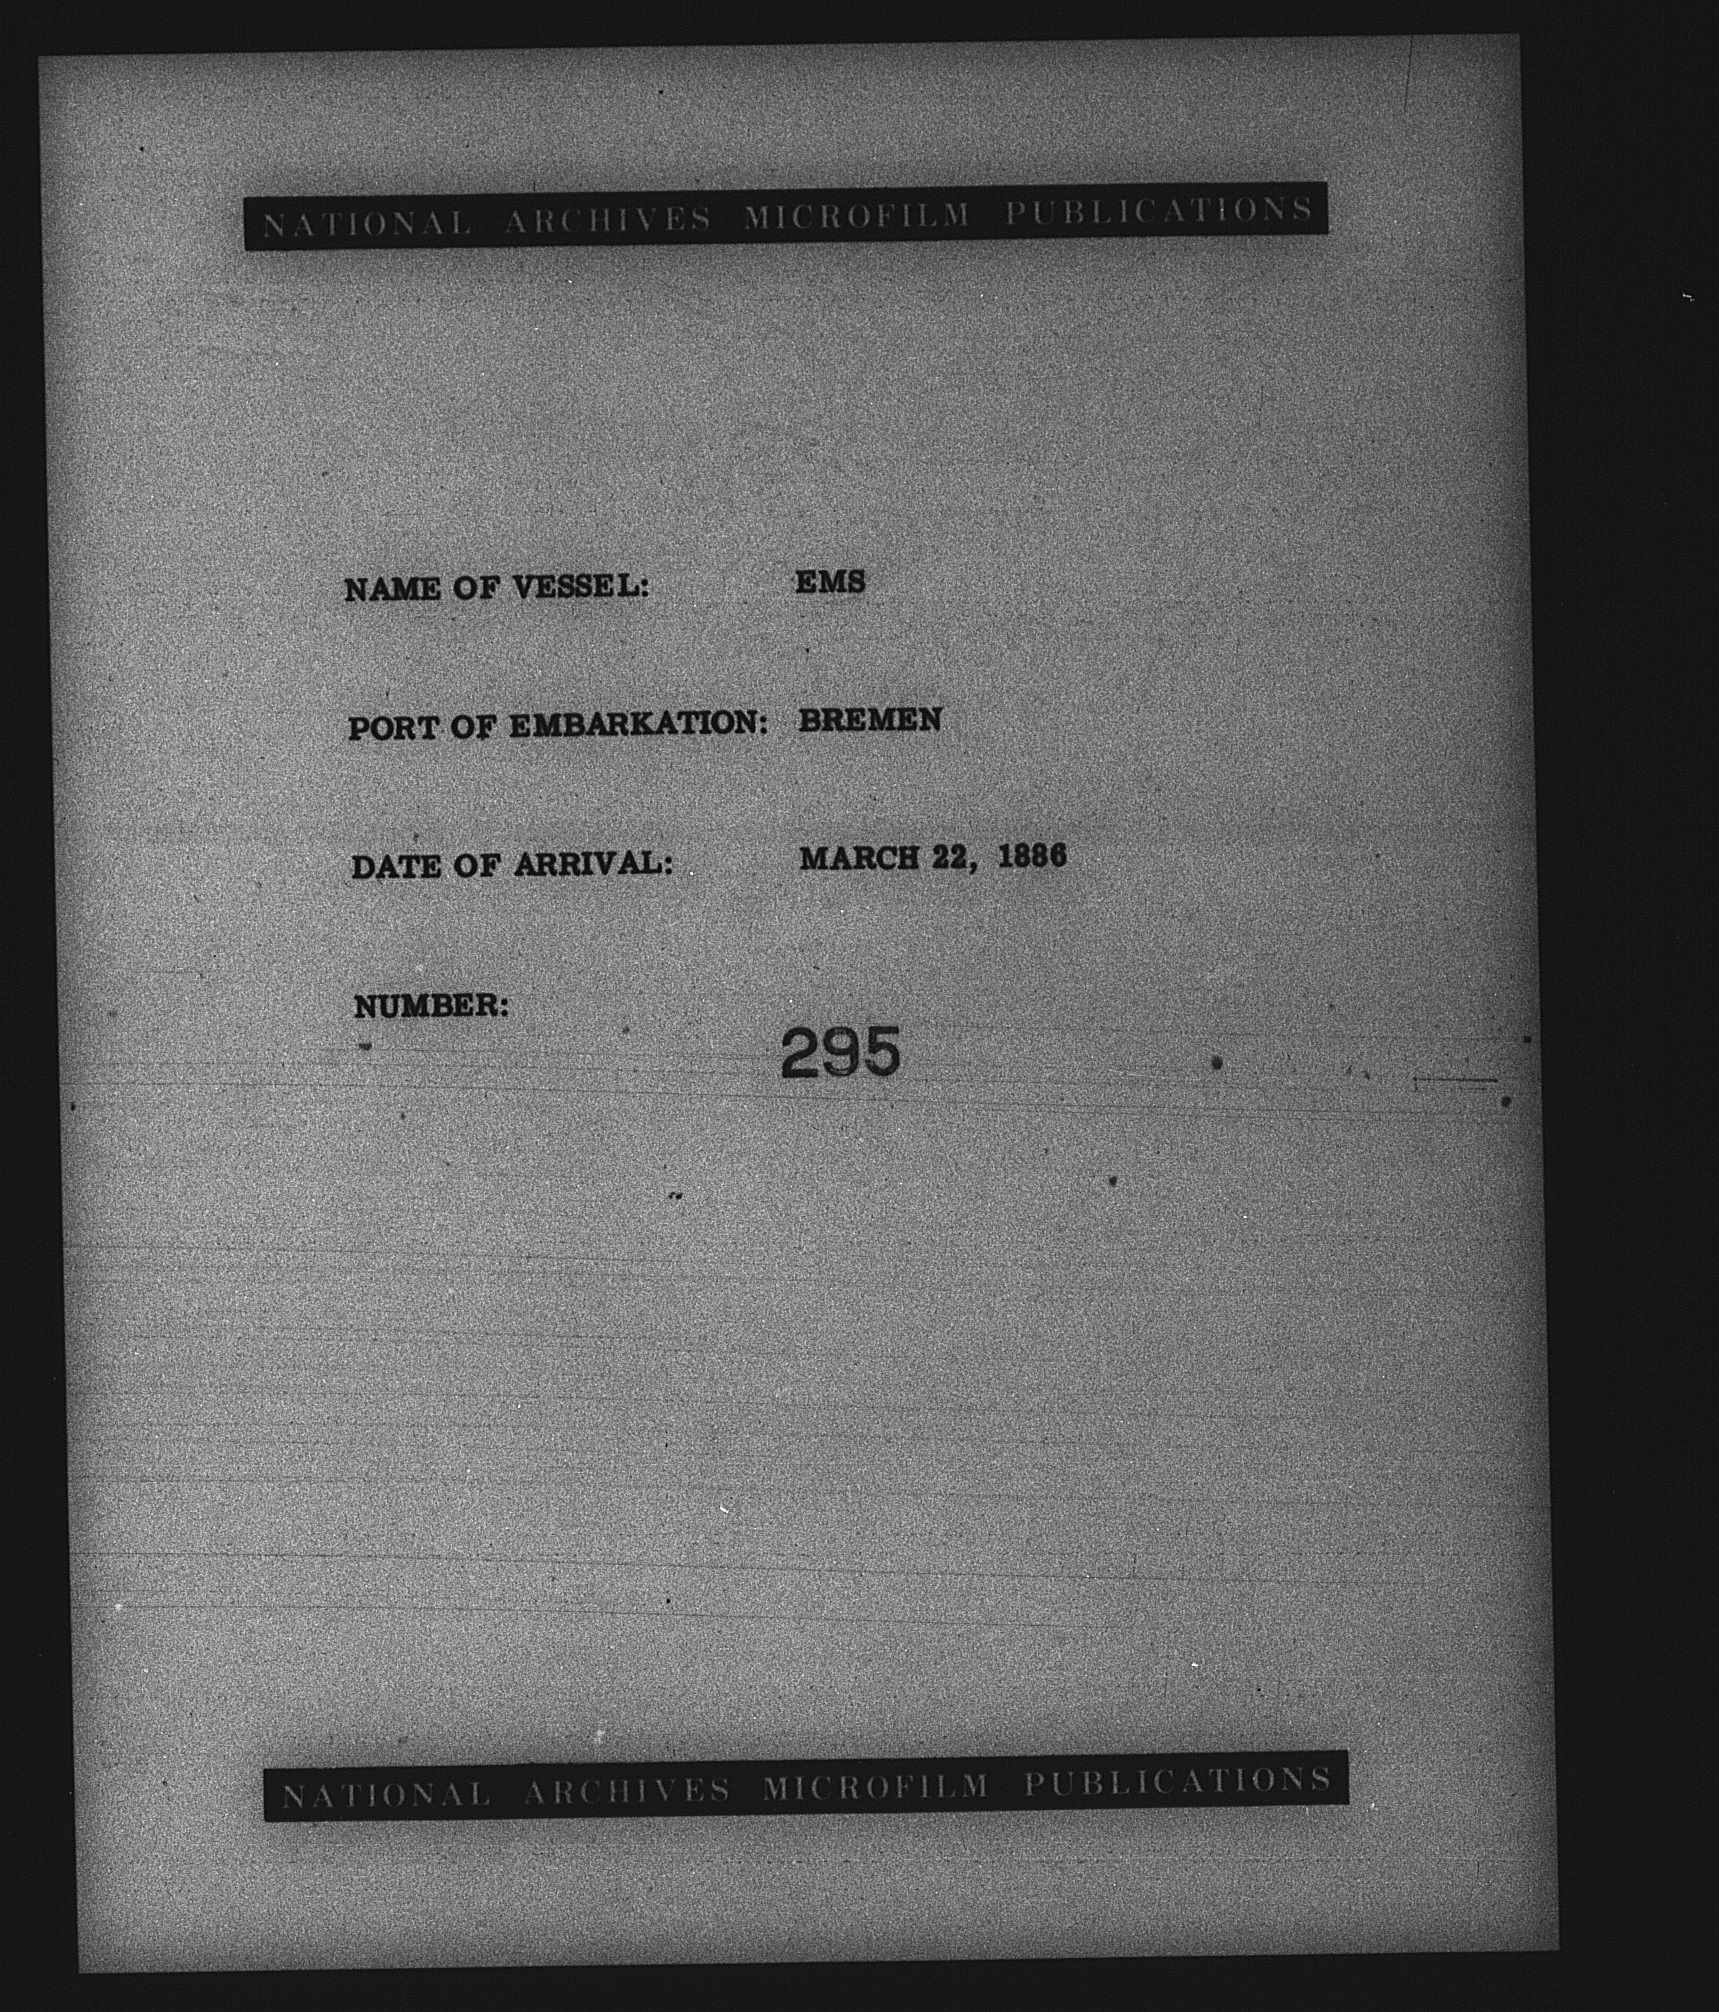 NATIONAL ARCHIVES MICROFILM PUBLICATIONS
NAME OF VESSEL: EMS
PORT OF EMBARKATION: BREMEN
DATE OF ARRIVAL: MARCH 22, 1886
NUMBER:
295
NATIONAL ARCHIVES MICROFILM PUBLICATIONS